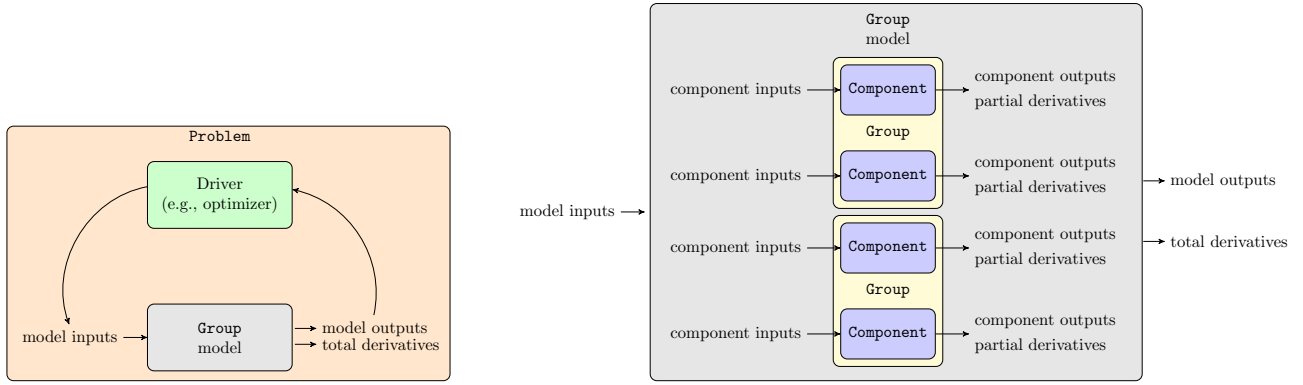 Problem
Driver
(e.g., optimizer)
model inputs
Group
model
model outputs
total derivatives
Group
model
model inputs
component inputs
Component
component outputs
partial derivatives
Group
component inputs
Component
component outputs
partial derivatives
component inputs
Component
component outputs
partial derivatives
Group
component inputs
Component
component outputs
partial derivatives
model outputs
total derivatives